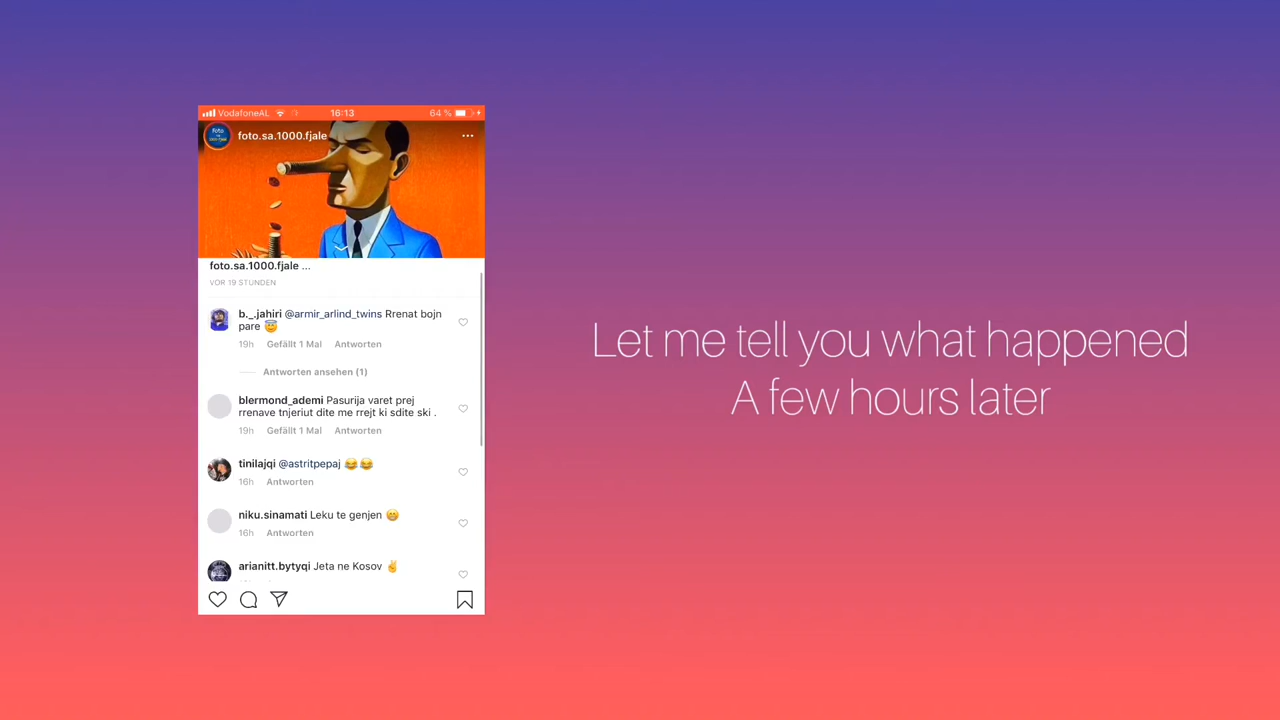 VodafoneAL
16:13
64 %
foto.sa.1000.fjale
foto.sa.1000.fjale ...
VOR 19 STUNDEN
b._.jahiri @armir_arlind_twins Rrenat bojn
pare 😇
19h Gefällt 1 Mal Antworten
Antworten ansehen (1)
blermond_ademi Pasurija varet prej
rrenave tnjeriut dite me rrejt ki sdite ski .
19h Gefällt 1 Mal Antworten
tinilajqi @astritpepaj 😂😂
16h Antworten
niku.sinamati Leku te genjen 😁
16h Antworten
arianitt.bytyqi Jeta ne Kosov ✌
Let me tell you what happened
A few hours later